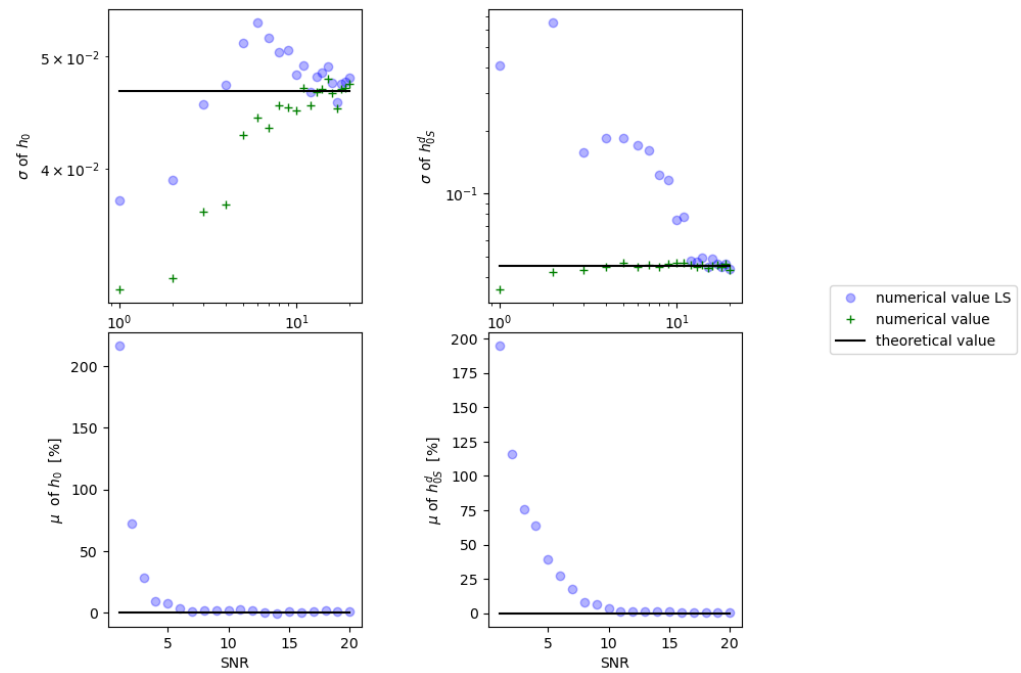 5 × 10⁻²
4 × 10⁻²
σ of h₀
10⁰
10¹
10⁻¹
σ of hᵈ₀S
10⁰
10¹
numerical value LS
numerical value
theoretical value
200
150
100
50
0
μ of h₀ [%]
5
10
15
20
SNR
200
175
150
125
100
75
50
25
0
μ of hᵈ₀S [%]
5
10
15
20
SNR